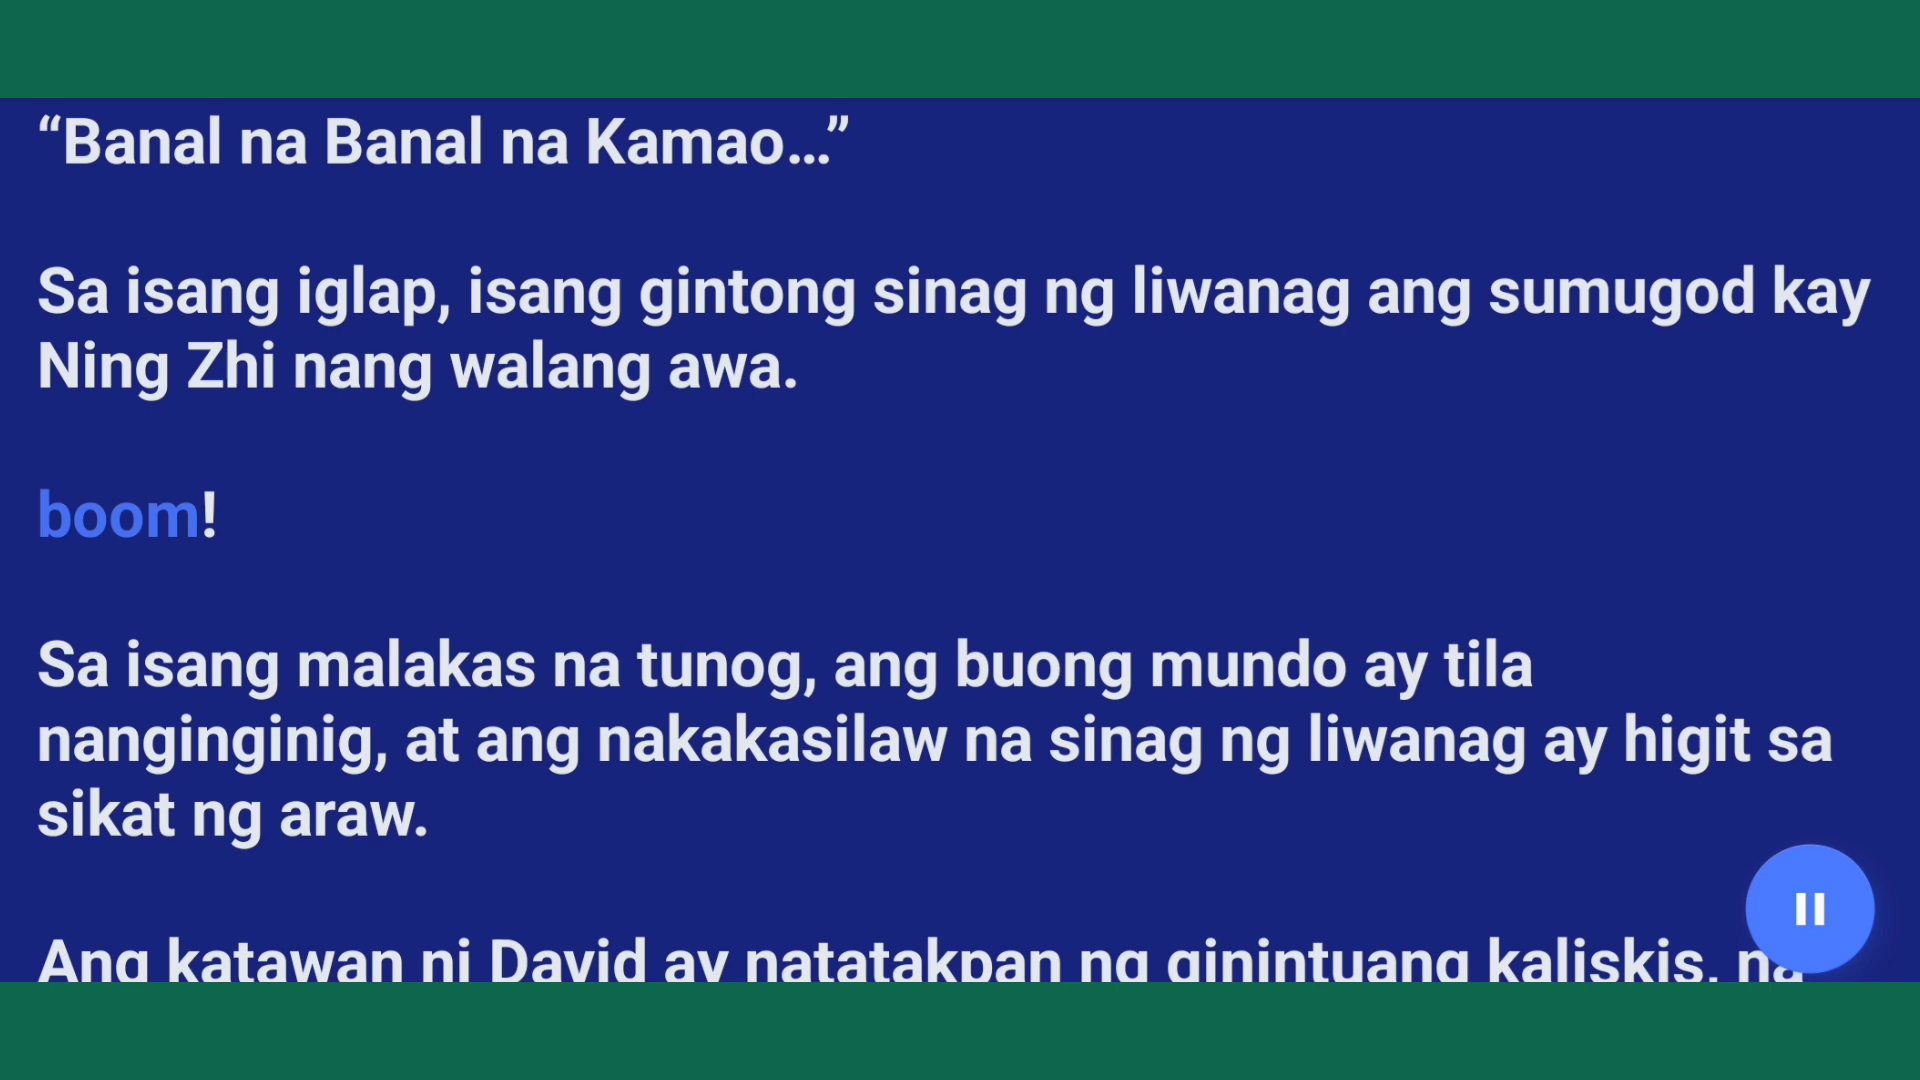 “Banal na Banal na Kamao...”
Sa isang iglap, isang gintong sinag ng liwanag ang sumugod kay
Ning Zhi nang walang awa.
boom!
Sa isang malakas na tunog, ang buong mundo ay tila
nanginginig, at ang nakakasilaw na sinag ng liwanag ay higit sa
sikat ng araw.
Ang katawan ni David ay natatakpan ng ginintuang kaliskis, na